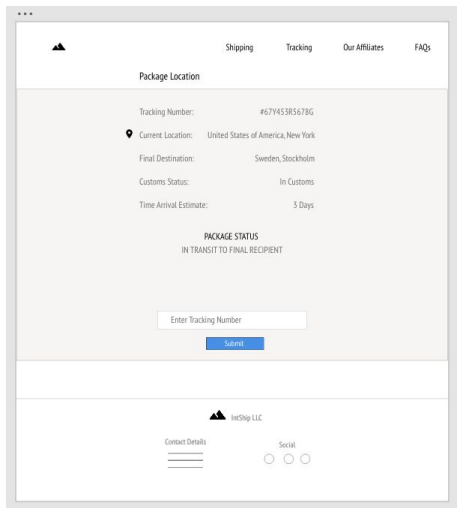 Shipping Tracking Our Affiliates FAQs
Package Location
Tracking Number: #67Y453R5678G
Current Location: United States of America, New York
Final Destination: Sweden, Stockholm
Customs Status: In Customs
Time Arrival Estimate: 3 Days
PACKAGE STATUS
IN TRANSIT TO FINAL RECIPIENT
Enter Tracking Number
Submit
IntShip LLC
Contact Details Social